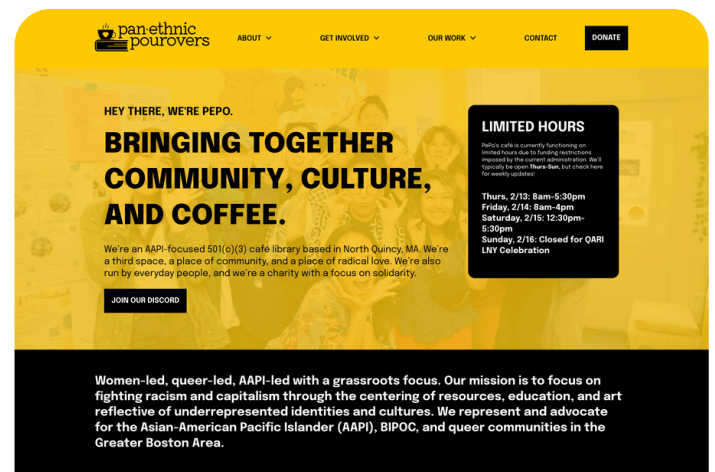 pan·ethnic
pourovers
ABOUT
GET INVOLVED
OUR WORK
CONTACT
DONATE
HEY THERE, WE'RE PEPO.
BRINGING TOGETHER
COMMUNITY, CULTURE,
AND COFFEE.
We're an AAPI-focused 501(c)(3) café library based in North Quincy, MA. We're
a third space, a place of community, and a place of radical love. We're also
run by everyday people, and we're a charity with a focus on solidarity.
JOIN OUR DISCORD
LIMITED HOURS
PePo's café is currently functioning on
limited hours due to funding restrictions
imposed by the current administration. We'll
typically be open Thurs-Sun, but check here
for weekly updates!
Thurs, 2/13: 8am-5:30pm
Friday, 2/14: 8am-4pm
Saturday, 2/15: 12:30pm-
5:30pm
Sunday, 2/16: Closed for QARI
LNY Celebration
Women-led, queer-led, AAPI-led with a grassroots focus. Our mission is to focus on
fighting racism and capitalism through the centering of resources, education, and art
reflective of underrepresented identities and cultures. We represent and advocate
for the Asian-American Pacific Islander (AAPI), BIPOC, and queer communities in the
Greater Boston Area.